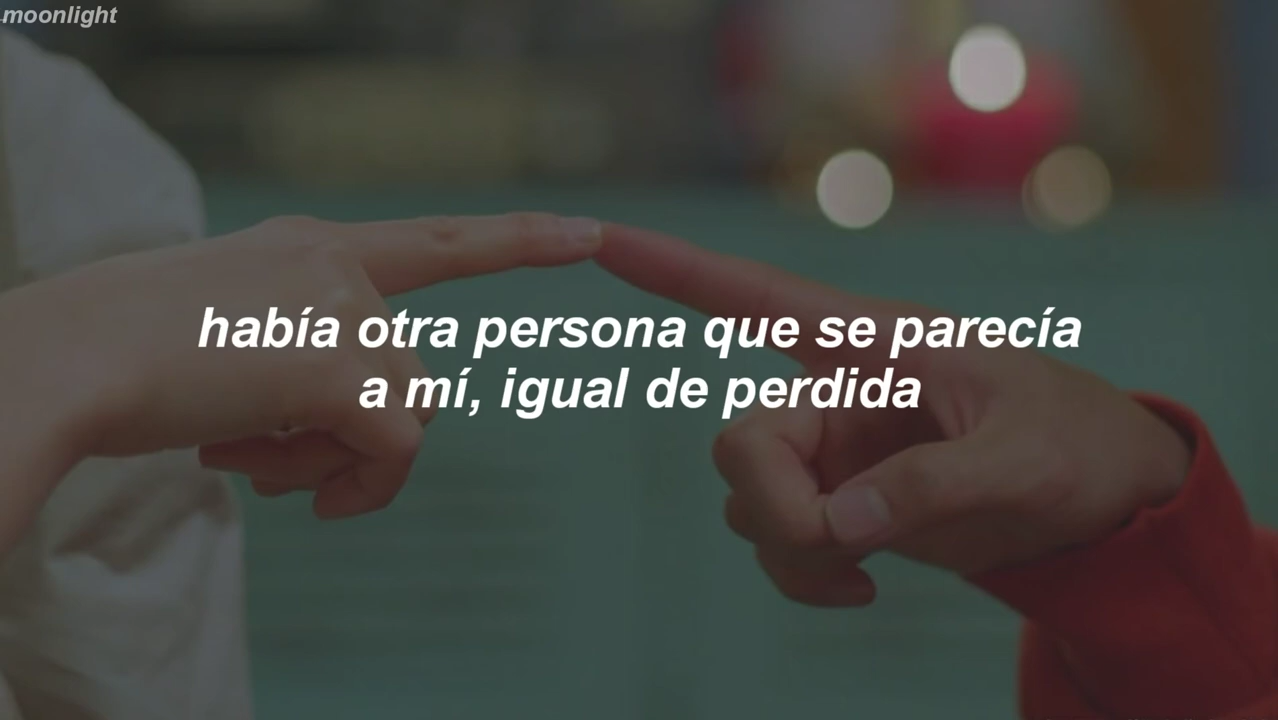 moonlight
había otra persona que se parecía
a mí, igual de perdida